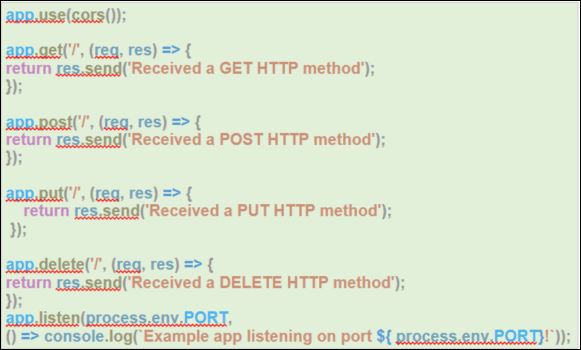 app.use(cors());
app.get('/', (req, res) => {
return res.send('Received a GET HTTP method');
});
app.post('/', (req, res) => {
return res.send('Received a POST HTTP method');
});
app.put('/', (req, res) => {
return res.send('Received a PUT HTTP method');
});
app.delete('/', (req, res) => {
return res.send('Received a DELETE HTTP method');
});
app.listen(process.env.PORT,
() => console.log(`Example app listening on port ${ process.env.PORT}!`));